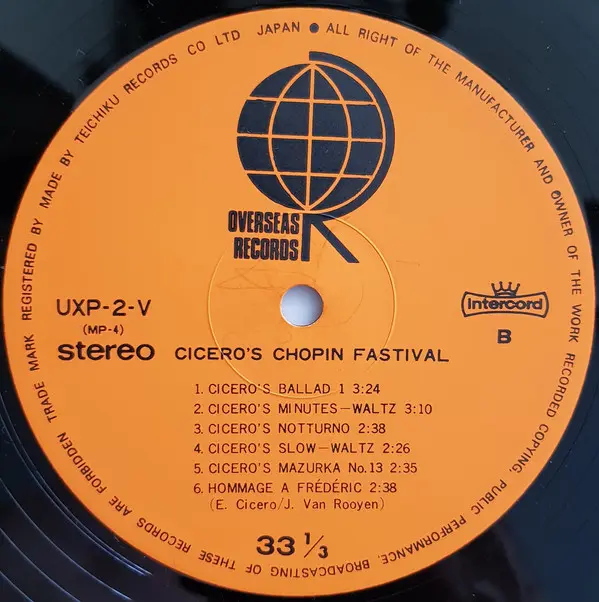 TRADE MARK REGISTERED BY MADE BY TEICHIKU RECORDS CO LTD JAPAN ● ALL RIGHT OF THE MANUFACTURER AND OWNER OF THE WORK RECORDED COPYING, PUBLIC PERFORMANCE, BROADCASTING OF THESE RECORDS ARE FORBIDDEN
OVERSEAS
RECORDS
UXP-2-V
(MP-4)
stereo
Intercord
B
CICERO'S CHOPIN FASTIVAL
1. CICERO'S BALLAD 1 3:24
2. CICERO'S MINUTES—WALTZ 3:10
3. CICERO'S NOTTURNO 2:38
4. CICERO'S SLOW—WALTZ 2:26
5. CICERO'S MAZURKA No.13 2:35
6. HOMMAGE A FRÉDÉRIC 2:38
(E. Cicero/J. Van Rooyen)
33 1/3